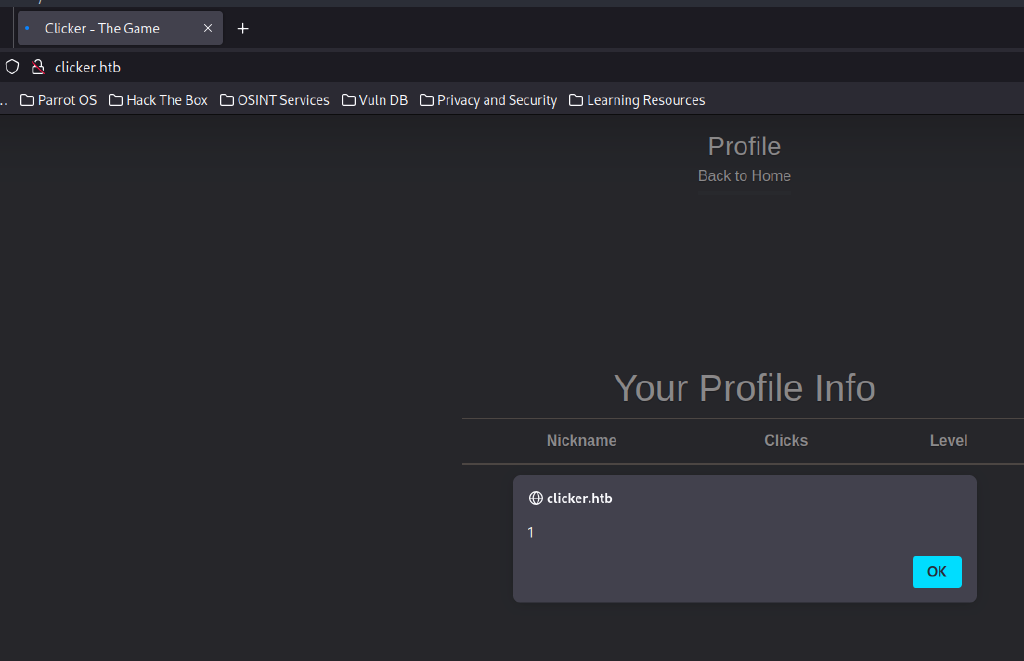 Clicker - The Game
clicker.htb
Parrot OS Hack The Box OSINT Services Vuln DB Privacy and Security Learning Resources
Profile
Back to Home
Your Profile Info
Nickname Clicks Level
clicker.htb
1
OK